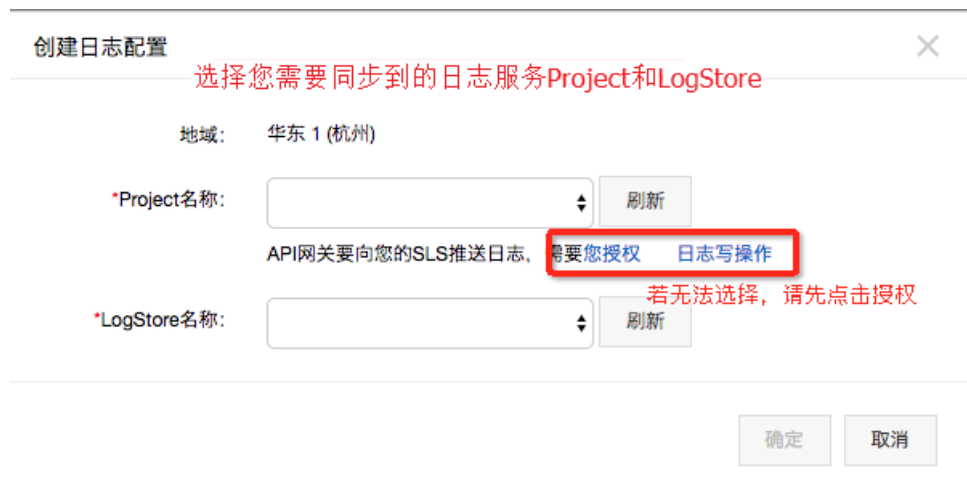 创建日志配置
选择您需要同步到的日志服务Project和LogStore
地域： 华东 1 (杭州)
*Project名称： 刷新
API网关要向您的SLS推送日志，需要您授权 日志写操作
若无法选择，请先点击授权
*LogStore名称： 刷新
确定 取消